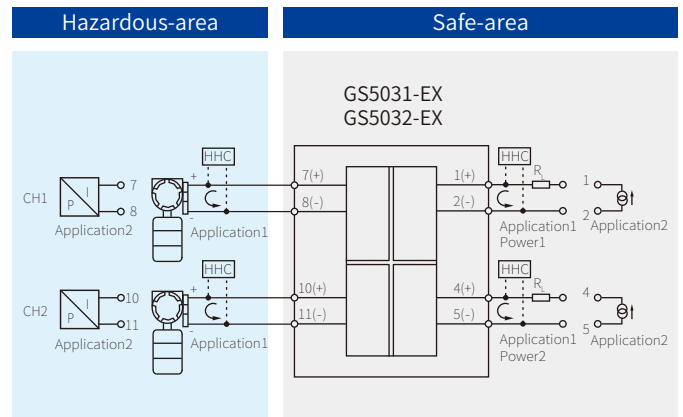 Hazardous-area
Safe-area
GS5031-EX
GS5032-EX
CH1
I
P
7
8
Application2
HHC
+
-
Application1
7(+)
8(-)
1(+)
2(-)
HHC
RL
Application1
Power1
1
2
Application2
CH2
I
P
10
11
Application2
HHC
+
-
Application1
10(+)
11(-)
4(+)
5(-)
HHC
RL
Application1
Power2
4
5
Application2